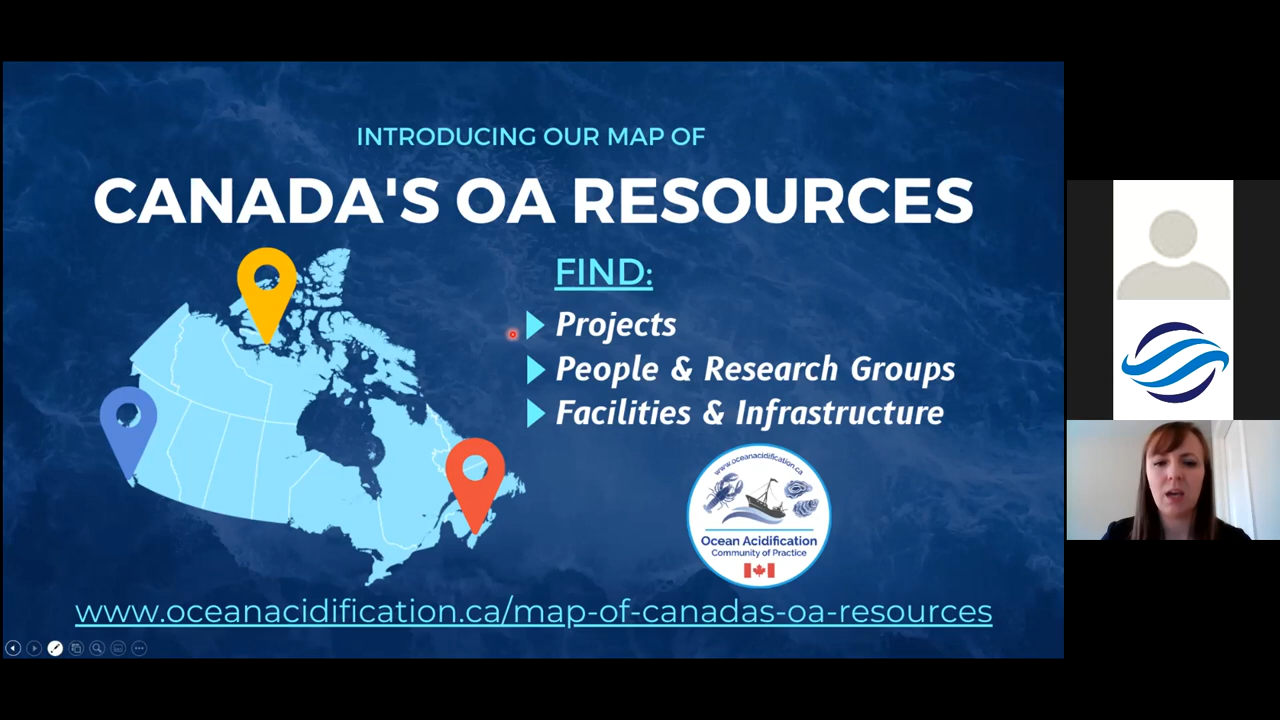 INTRODUCING OUR MAP OF
CANADA'S OA RESOURCES
FIND:
Projects
People & Research Groups
Facilities & Infrastructure
www.oceanacidification.ca
Ocean Acidification
Community of Practice
www.oceanacidification.ca/map-of-canadas-oa-resources